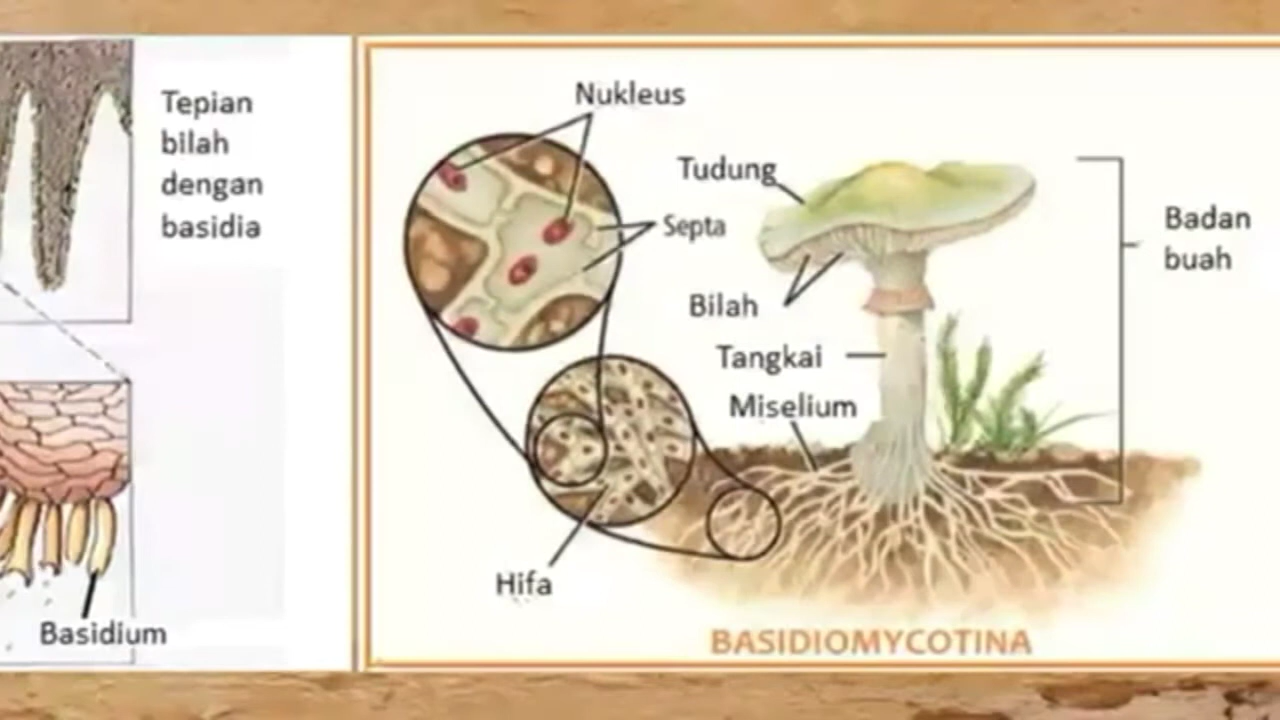 Tepian
bilah
dengan
basidia
Basidium
Nukleus
Tudung
Septa
Bilah
Tangkai
Miselium
Hifa
Badan
buah
BASIDIOMYCOTINA